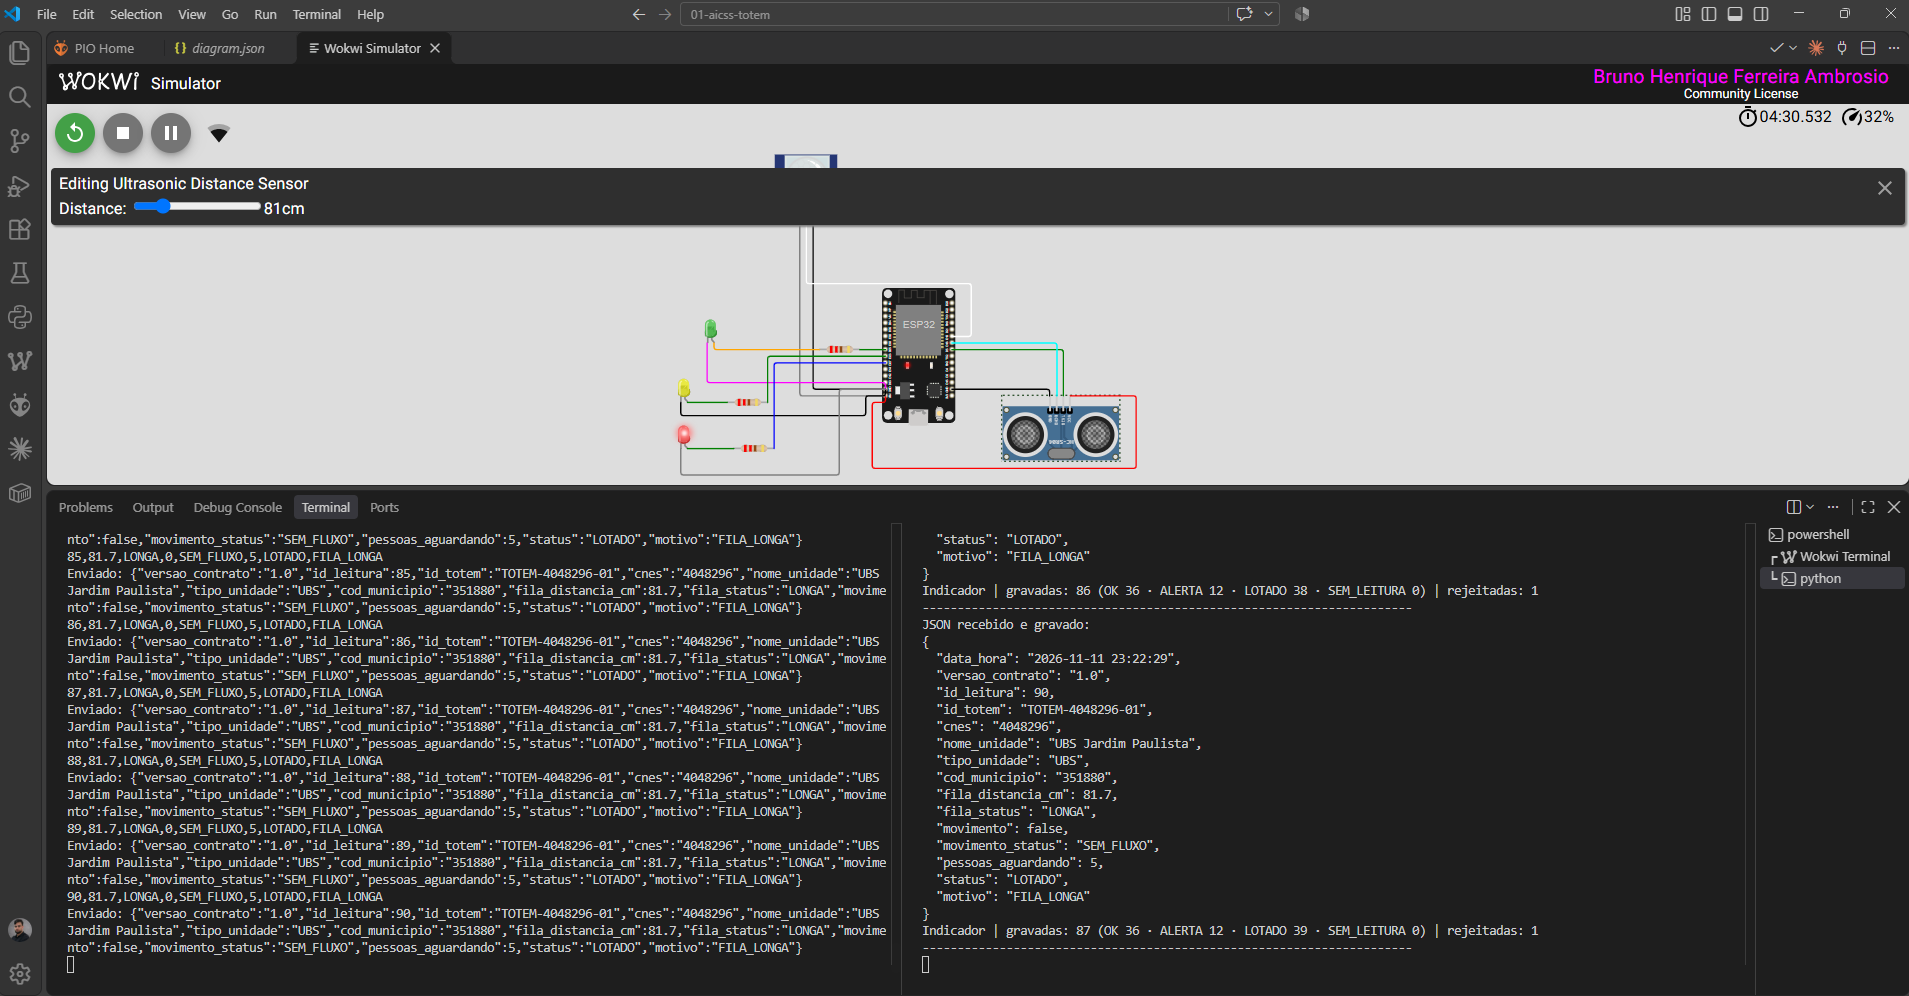 File Edit Selection View Go Run Terminal Help
01-aicss-totem
PIO Home
{} diagram.json
Wokwi Simulator
WOKWI Simulator
Bruno Henrique Ferreira Ambrosio
Community License
04:30.532 32%
Editing Ultrasonic Distance Sensor
Distance: 81cm
ESP32
HC-SR04
Problems Output Debug Console Terminal Ports
nto":false,"movimento_status":"SEM_FLUXO","pessoas_aguardando":5,"status":"LOTADO","motivo":"FILA_LONGA"}
85,81.7,LONGA,0,SEM_FLUXO,5,LOTADO,FILA_LONGA
Enviado: {"versao_contrato":"1.0","id_leitura":85,"id_totem":"TOTEM-4048296-01","cnes":"4048296","nome_unidade":"UBS
Jardim Paulista","tipo_unidade":"UBS","cod_municipio":"351880","fila_distancia_cm":81.7,"fila_status":"LONGA","movime
nto":false,"movimento_status":"SEM_FLUXO","pessoas_aguardando":5,"status":"LOTADO","motivo":"FILA_LONGA"}
86,81.7,LONGA,0,SEM_FLUXO,5,LOTADO,FILA_LONGA
Enviado: {"versao_contrato":"1.0","id_leitura":86,"id_totem":"TOTEM-4048296-01","cnes":"4048296","nome_unidade":"UBS
Jardim Paulista","tipo_unidade":"UBS","cod_municipio":"351880","fila_distancia_cm":81.7,"fila_status":"LONGA","movime
nto":false,"movimento_status":"SEM_FLUXO","pessoas_aguardando":5,"status":"LOTADO","motivo":"FILA_LONGA"}
87,81.7,LONGA,0,SEM_FLUXO,5,LOTADO,FILA_LONGA
Enviado: {"versao_contrato":"1.0","id_leitura":87,"id_totem":"TOTEM-4048296-01","cnes":"4048296","nome_unidade":"UBS
Jardim Paulista","tipo_unidade":"UBS","cod_municipio":"351880","fila_distancia_cm":81.7,"fila_status":"LONGA","movime
nto":false,"movimento_status":"SEM_FLUXO","pessoas_aguardando":5,"status":"LOTADO","motivo":"FILA_LONGA"}
88,81.7,LONGA,0,SEM_FLUXO,5,LOTADO,FILA_LONGA
Enviado: {"versao_contrato":"1.0","id_leitura":88,"id_totem":"TOTEM-4048296-01","cnes":"4048296","nome_unidade":"UBS
Jardim Paulista","tipo_unidade":"UBS","cod_municipio":"351880","fila_distancia_cm":81.7,"fila_status":"LONGA","movime
nto":false,"movimento_status":"SEM_FLUXO","pessoas_aguardando":5,"status":"LOTADO","motivo":"FILA_LONGA"}
89,81.7,LONGA,0,SEM_FLUXO,5,LOTADO,FILA_LONGA
Enviado: {"versao_contrato":"1.0","id_leitura":89,"id_totem":"TOTEM-4048296-01","cnes":"4048296","nome_unidade":"UBS
Jardim Paulista","tipo_unidade":"UBS","cod_municipio":"351880","fila_distancia_cm":81.7,"fila_status":"LONGA","movime
nto":false,"movimento_status":"SEM_FLUXO","pessoas_aguardando":5,"status":"LOTADO","motivo":"FILA_LONGA"}
90,81.7,LONGA,0,SEM_FLUXO,5,LOTADO,FILA_LONGA
Enviado: {"versao_contrato":"1.0","id_leitura":90,"id_totem":"TOTEM-4048296-01","cnes":"4048296","nome_unidade":"UBS
Jardim Paulista","tipo_unidade":"UBS","cod_municipio":"351880","fila_distancia_cm":81.7,"fila_status":"LONGA","movime
nto":false,"movimento_status":"SEM_FLUXO","pessoas_aguardando":5,"status":"LOTADO","motivo":"FILA_LONGA"}
"status": "LOTADO",
"motivo": "FILA_LONGA"
}
Indicador | gravadas: 86 (OK 36 · ALERTA 12 · LOTADO 38 · SEM_LEITURA 0) | rejeitadas: 1
----------------------------------------------------------------------
JSON recebido e gravado:
{
"data_hora": "2026-11-11 23:22:29",
"versao_contrato": "1.0",
"id_leitura": 90,
"id_totem": "TOTEM-4048296-01",
"cnes": "4048296",
"nome_unidade": "UBS Jardim Paulista",
"tipo_unidade": "UBS",
"cod_municipio": "351880",
"fila_distancia_cm": 81.7,
"fila_status": "LONGA",
"movimento": false,
"movimento_status": "SEM_FLUXO",
"pessoas_aguardando": 5,
"status": "LOTADO",
"motivo": "FILA_LONGA"
}
Indicador | gravadas: 87 (OK 36 · ALERTA 12 · LOTADO 39 · SEM_LEITURA 0) | rejeitadas: 1
----------------------------------------------------------------------
powershell
Wokwi Terminal
python